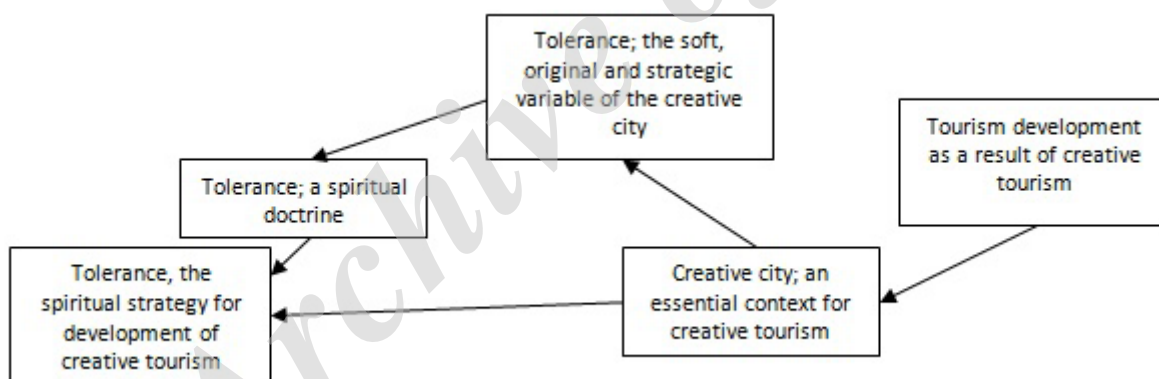 Tolerance; the soft,
original and strategic
variable of the creative
city
Tourism development
as a result of creative
tourism
Tolerance; a spiritual
doctrine
Tolerance, the
spiritual strategy for
development of
creative tourism
Creative city; an
essential context for
creative tourism
Archive